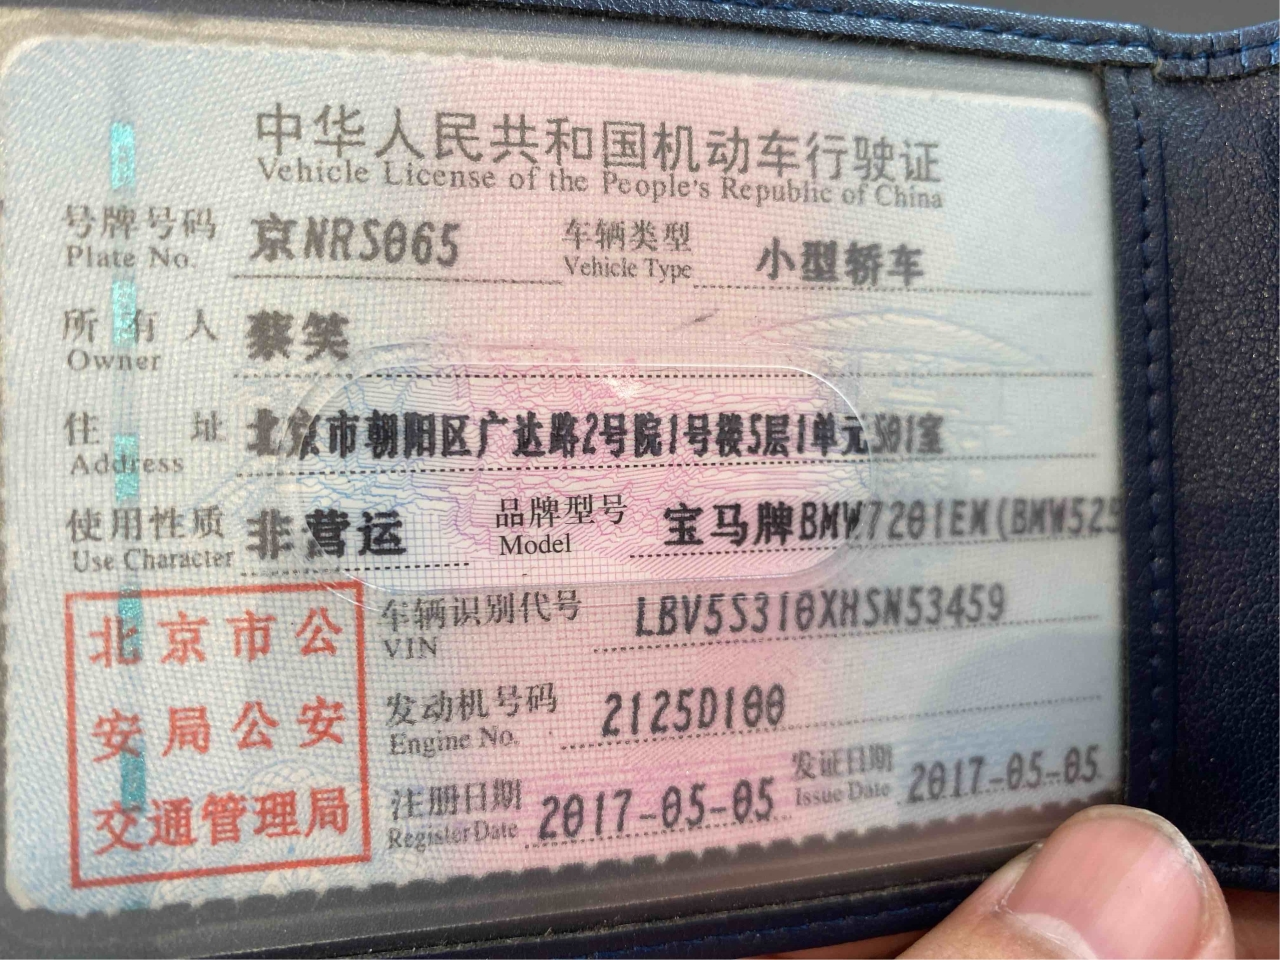 中华人民共和国机动车行驶证
Vehicle License of the People's Republic of China
号牌号码 京NRS065 车辆类型 小型轿车
Plate No. Vehicle Type
所有人 蔡笑
Owner
住址 北京市朝阳区广达路2号院1号楼5层1单元501室
Address
使用性质 非营运 品牌型号 宝马牌BMW7201EM(BMW525
Use Character Model
北京市公
安局公安
交通管理局
车辆识别代号 LBV5S310XHSN53459
VIN
发动机号码 2125D100
Engine No.
注册日期 2017-05-05 发证日期 2017-05-05
Register Date Issue Date